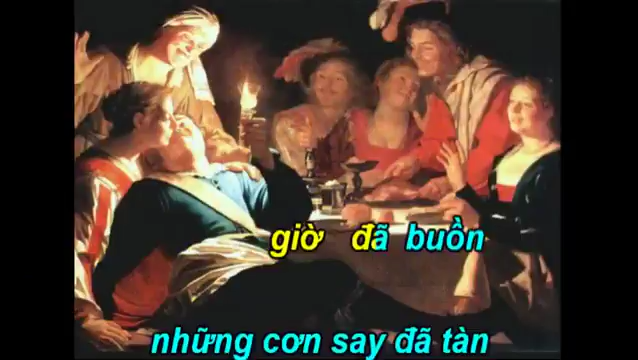 giờ đã buồn
những cơn say đã tàn